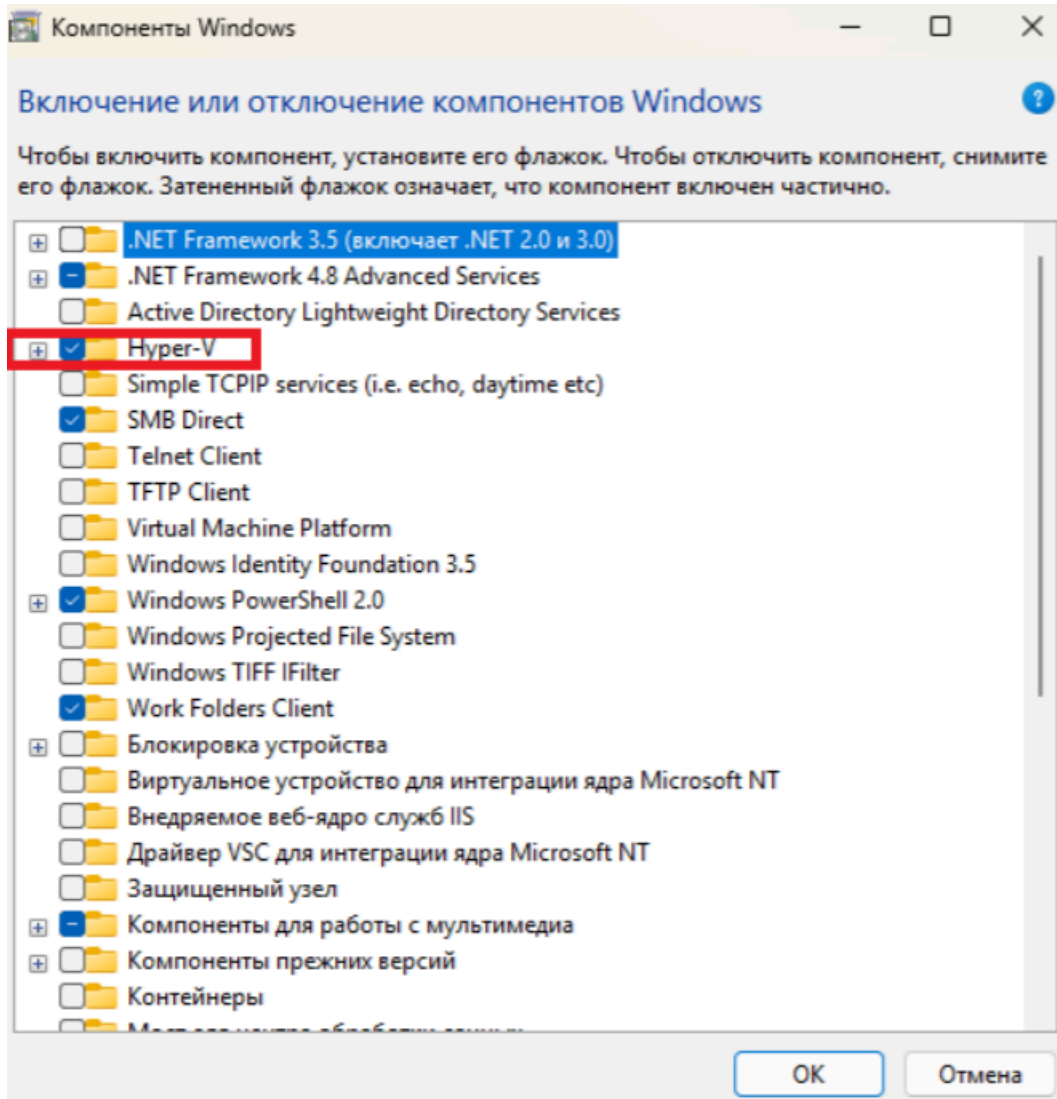 Компоненты Windows
Включение или отключение компонентов Windows
?
Чтобы включить компонент, установите его флажок. Чтобы отключить компонент, снимите
его флажок. Затененный флажок означает, что компонент включен частично.
.NET Framework 3.5 (включает .NET 2.0 и 3.0)
.NET Framework 4.8 Advanced Services
Active Directory Lightweight Directory Services
Hyper-V
Simple TCPIP services (i.e. echo, daytime etc)
SMB Direct
Telnet Client
TFTP Client
Virtual Machine Platform
Windows Identity Foundation 3.5
Windows PowerShell 2.0
Windows Projected File System
Windows TIFF IFilter
Work Folders Client
Блокировка устройства
Виртуальное устройство для интеграции ядра Microsoft NT
Внедряемое веб-ядро служб IIS
Драйвер VSC для интеграции ядра Microsoft NT
Защищенный узел
Компоненты для работы с мультимедиа
Компоненты прежних версий
Контейнеры
ОК
Отмена